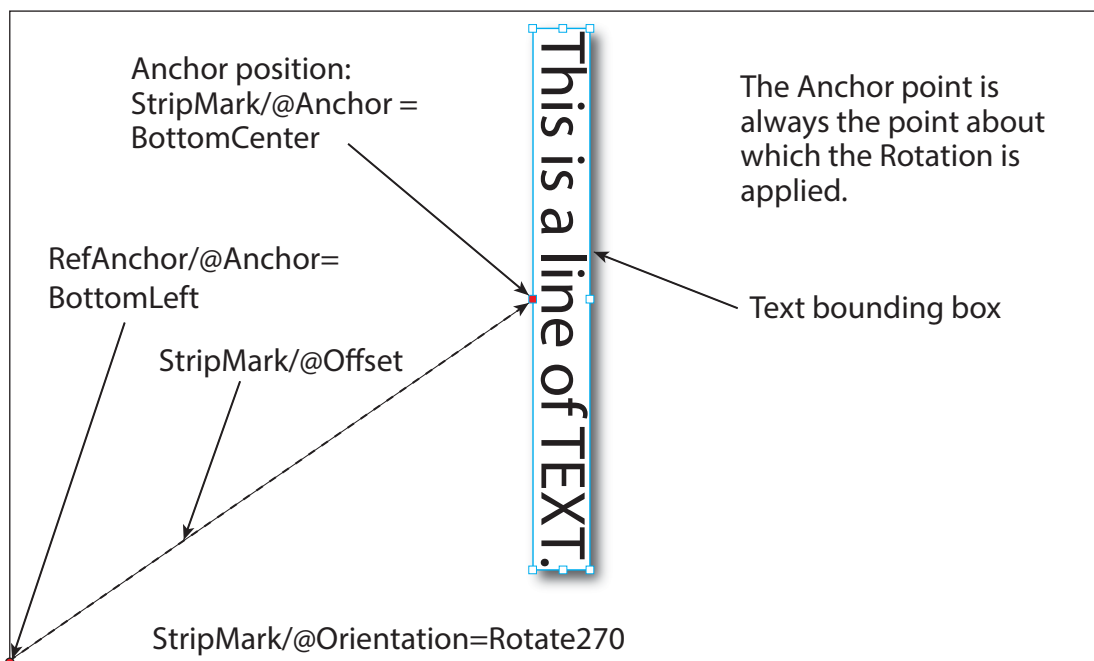 Anchor position:
StripMark/@Anchor =
BottomCenter
This is a line of TEXT.
The Anchor point is
always the point about
which the Rotation is
applied.
RefAnchor/@Anchor=
BottomLeft
Text bounding box
StripMark/@Offset
StripMark/@Orientation=Rotate270